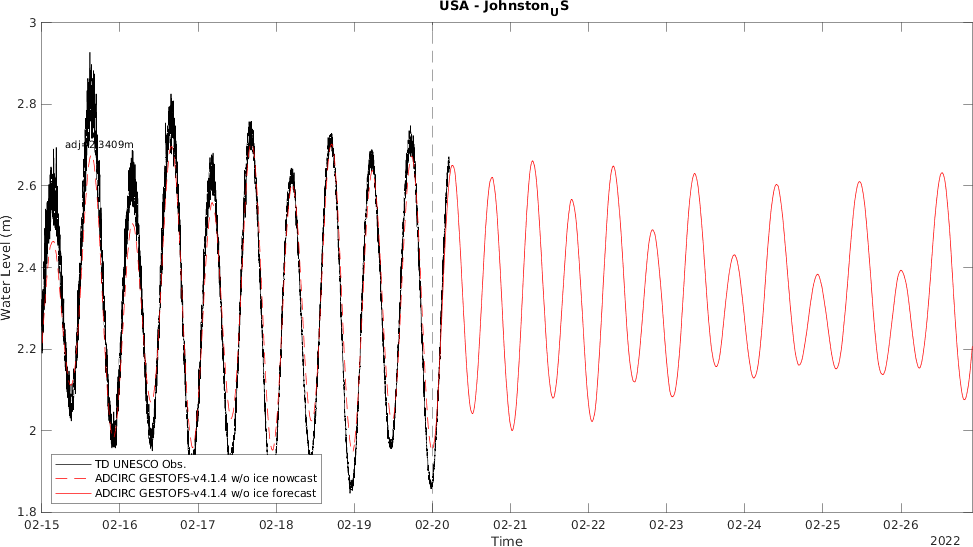 USA - Johnston_US
Water Level (m)
3
2.8
2.6
2.4
2.2
2
1.8
adj=2.3409m
TD UNESCO Obs.
ADCIRC GESTOFS-v4.1.4 w/o ice nowcast
ADCIRC GESTOFS-v4.1.4 w/o ice forecast
02-15 02-16 02-17 02-18 02-19 02-20 02-21 02-22 02-23 02-24 02-25 02-26
Time
2022